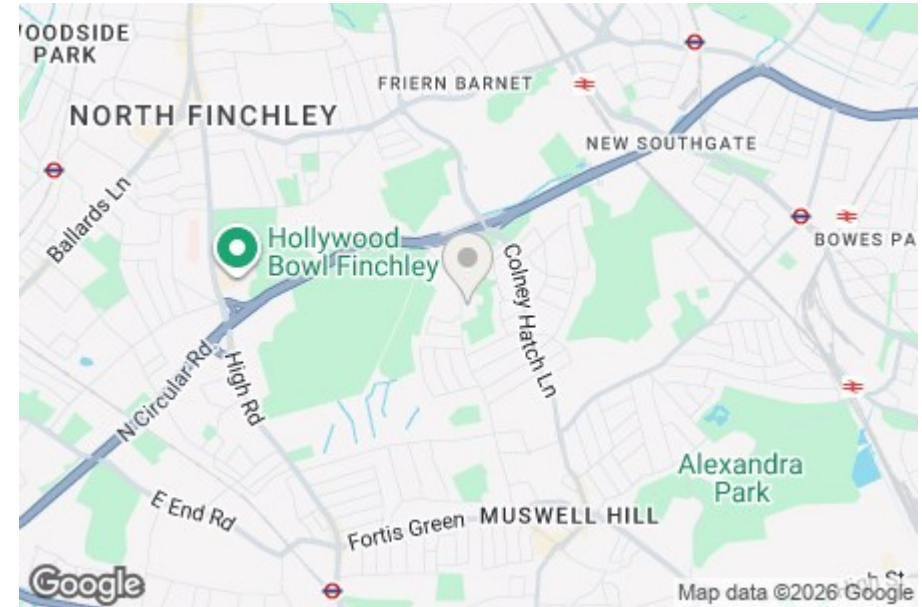 OODSIDE
PARK
FRIERN BARNET
NORTH FINCHLEY
NEW SOUTHGATE
Ballards Ln
Hollywood
Bowl Finchley
BOWES PA
Colney Hatch Ln
N Circular Rd
High Rd
Alexandra
Park
E End Rd
Fortis Green
MUSWELL HILL
Google
St
Map data ©2026 Google